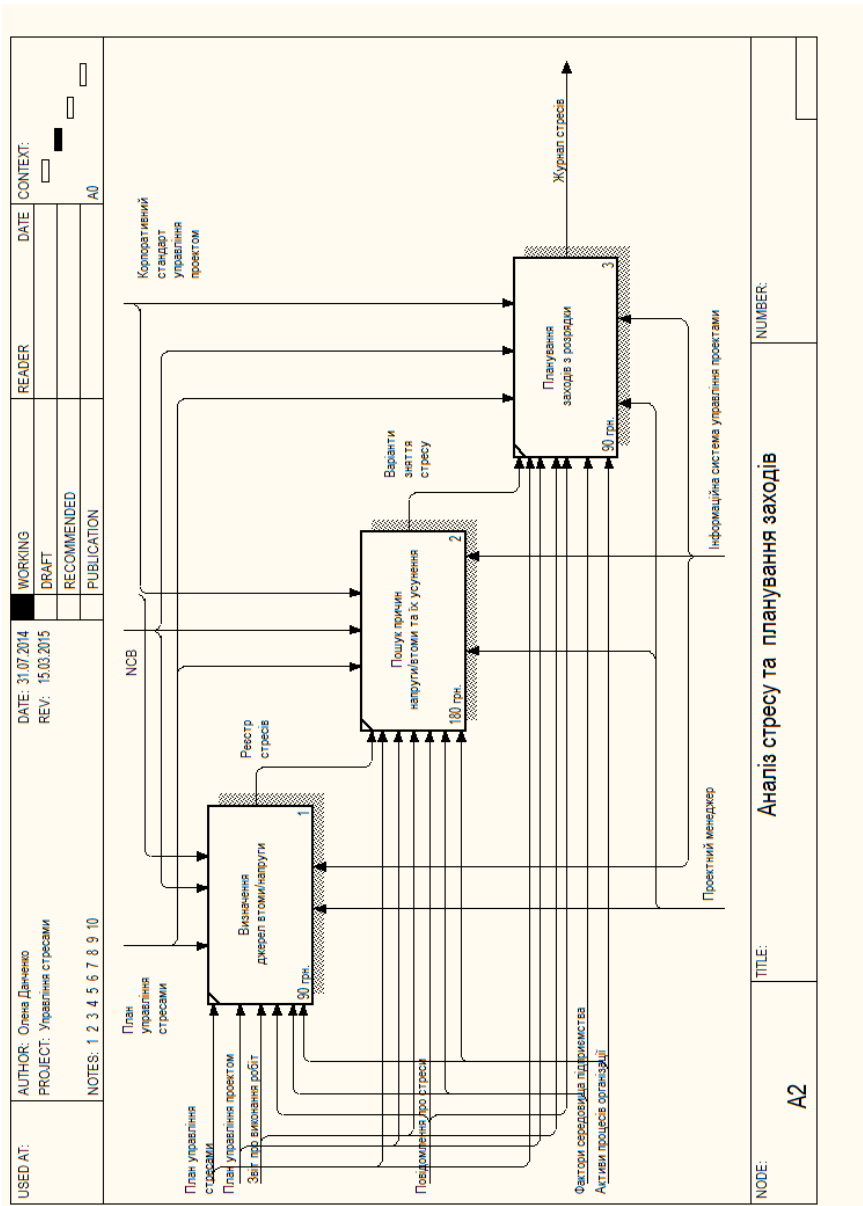 USED AT:
AUTHOR: Олена Данченко
PROJECT: Управління стресами
NOTES: 1 2 3 4 5 6 7 8 9 10
DATE: 31.07.2014
REV: 15.03.2015
WORKING
DRAFT
RECOMMENDED
PUBLICATION
READER
DATE
CONTEXT:
A0
План
управління
стресами
NCB
Корпоративний
стандарт
управління
проектом
План управління
стресами
План управління проектом
Звіт про виконання робіт
Повідомлення про стреси
Фактори середовища підприємства
Активи процесів організації
Визначення
джерел втоми/напруги
90 грн.
1
Реєстр
стресів
Пошук причин
напруги/втоми та їх усунення
180 грн.
2
Варіанти
зняття
стресу
Планування
заходів з розрядки
90 грн.
3
Журнал стресів
Проектний менеджер
Інформаційна система управління проектами
NODE:
A2
TITLE:
Аналіз стресу та планування заходів
NUMBER: